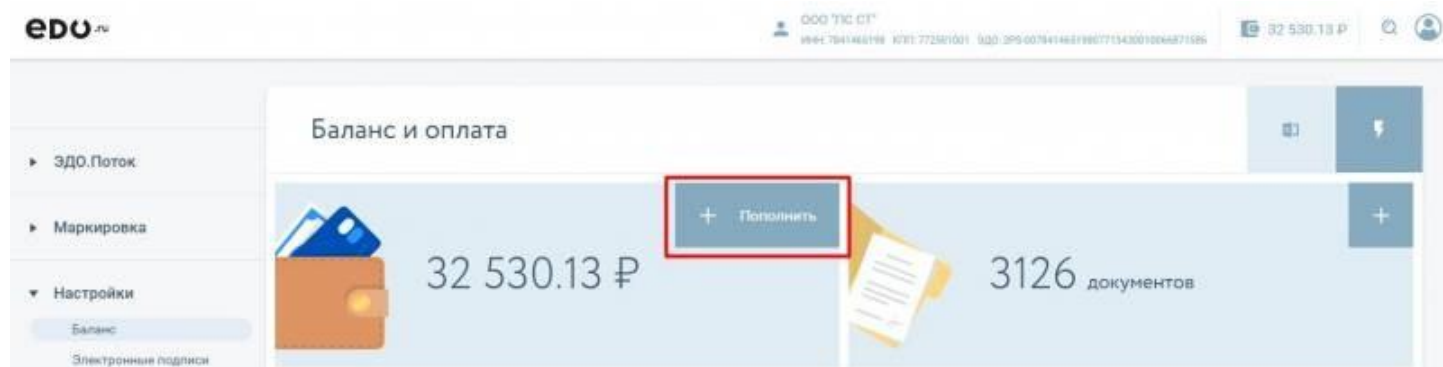 eDO.ru
ООО "ПС СТ"
32 530.13 ₽
Баланс и оплата
ЭДО.Поток
Маркировка
Настройки
Баланс
Электронные подписи
+ Пополнить
32 530.13 ₽
+
3126 документов